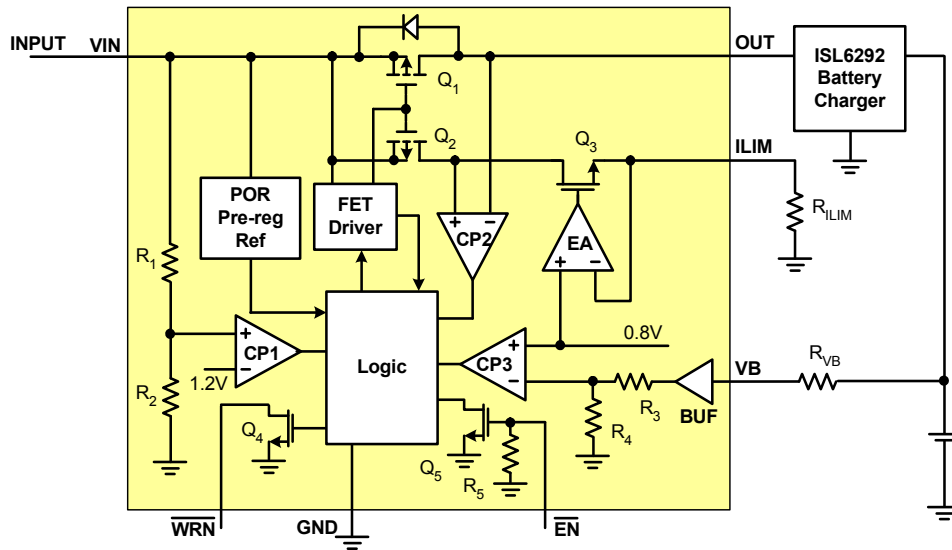 INPUT
VIN
OUT
ISL6292
Battery
Charger
Q1
Q2
Q3
ILIM
RILIM
POR
Pre-reg
Ref
FET
Driver
+
−
CP2
EA
+
−
R1
+
CP1
−
1.2V
Logic
+
CP3
−
0.8V
VB
RVB
BUF
R3
R4
R2
Q4
Q5
R5
WRN
GND
EN